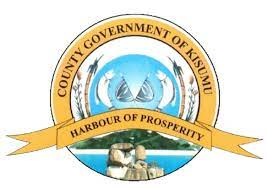 COUNTY GOVERNMENT OF KISUMU
HARBOUR OF PROSPERITY